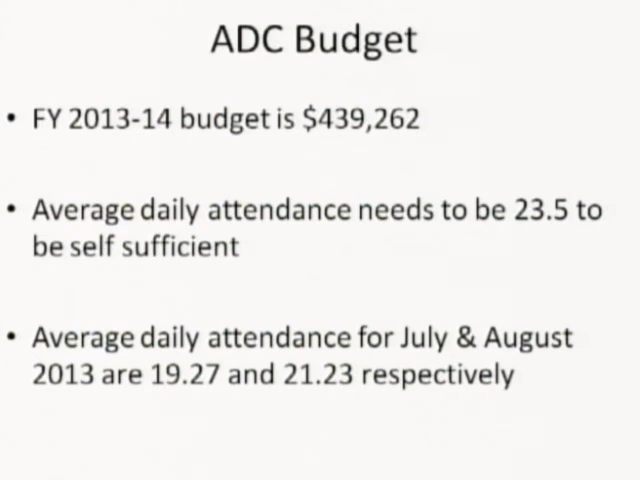 ADC Budget
• FY 2013-14 budget is $439,262
• Average daily attendance needs to be 23.5 to
be self sufficient
• Average daily attendance for July & August
2013 are 19.27 and 21.23 respectively